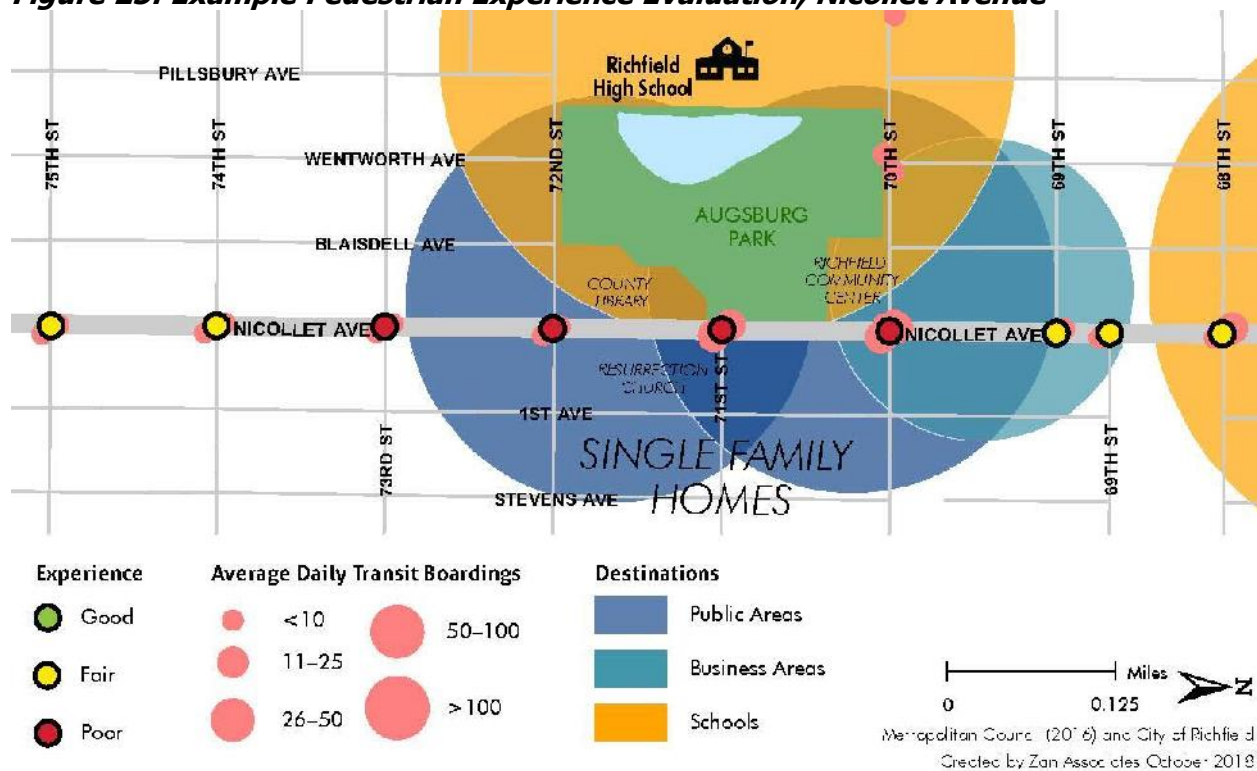 Figure 25: Example Pedestrian Experience Evaluation, Nicollet Avenue
PILLSBURY AVE
Richfield
High School
75TH ST
74TH ST
WENTWORTH AVE
72ND ST
70TH ST
69TH ST
68TH ST
AUGSBURG
PARK
BLAISDELL AVE
COUNTY
LIBRARY
RICHFIELD
COMMUNITY
CENTER
NICOLLET AVE
NICOLLET AVE
RESURRECTION
CHURCH
71ST ST
1ST AVE
73RD ST
SINGLE FAMILY
HOMES
69TH ST
STEVENS AVE
Experience
Good
Fair
Poor
Average Daily Transit Boardings
<10
11–25
26–50
50–100
>100
Destinations
Public Areas
Business Areas
Schools
Miles
0
0.125
N
Metropolitan Council (2016) and City of Richfield
Created by Zan Associates October 2018